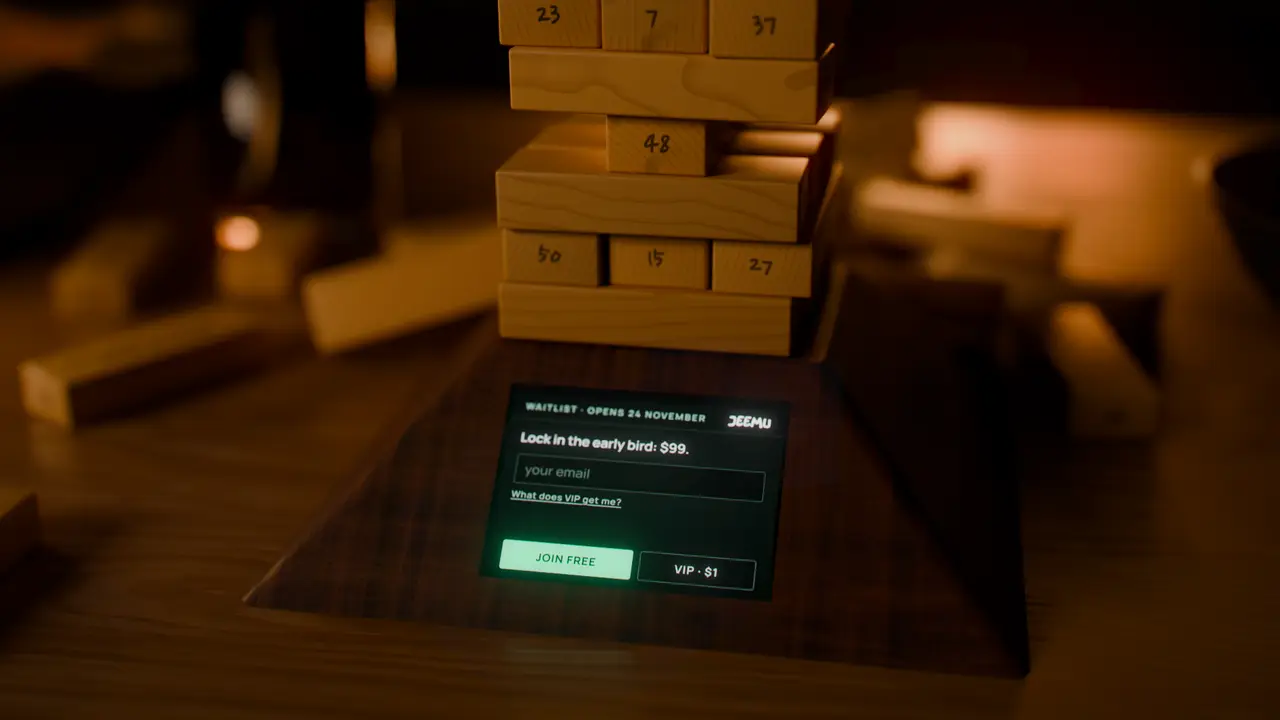 23 7 37
48
50 15 27
WAITLIST · OPENS 24 NOVEMBER JEEMU
Lock in the early bird: $99.
your email
What does VIP get me?
JOIN FREE VIP · $1